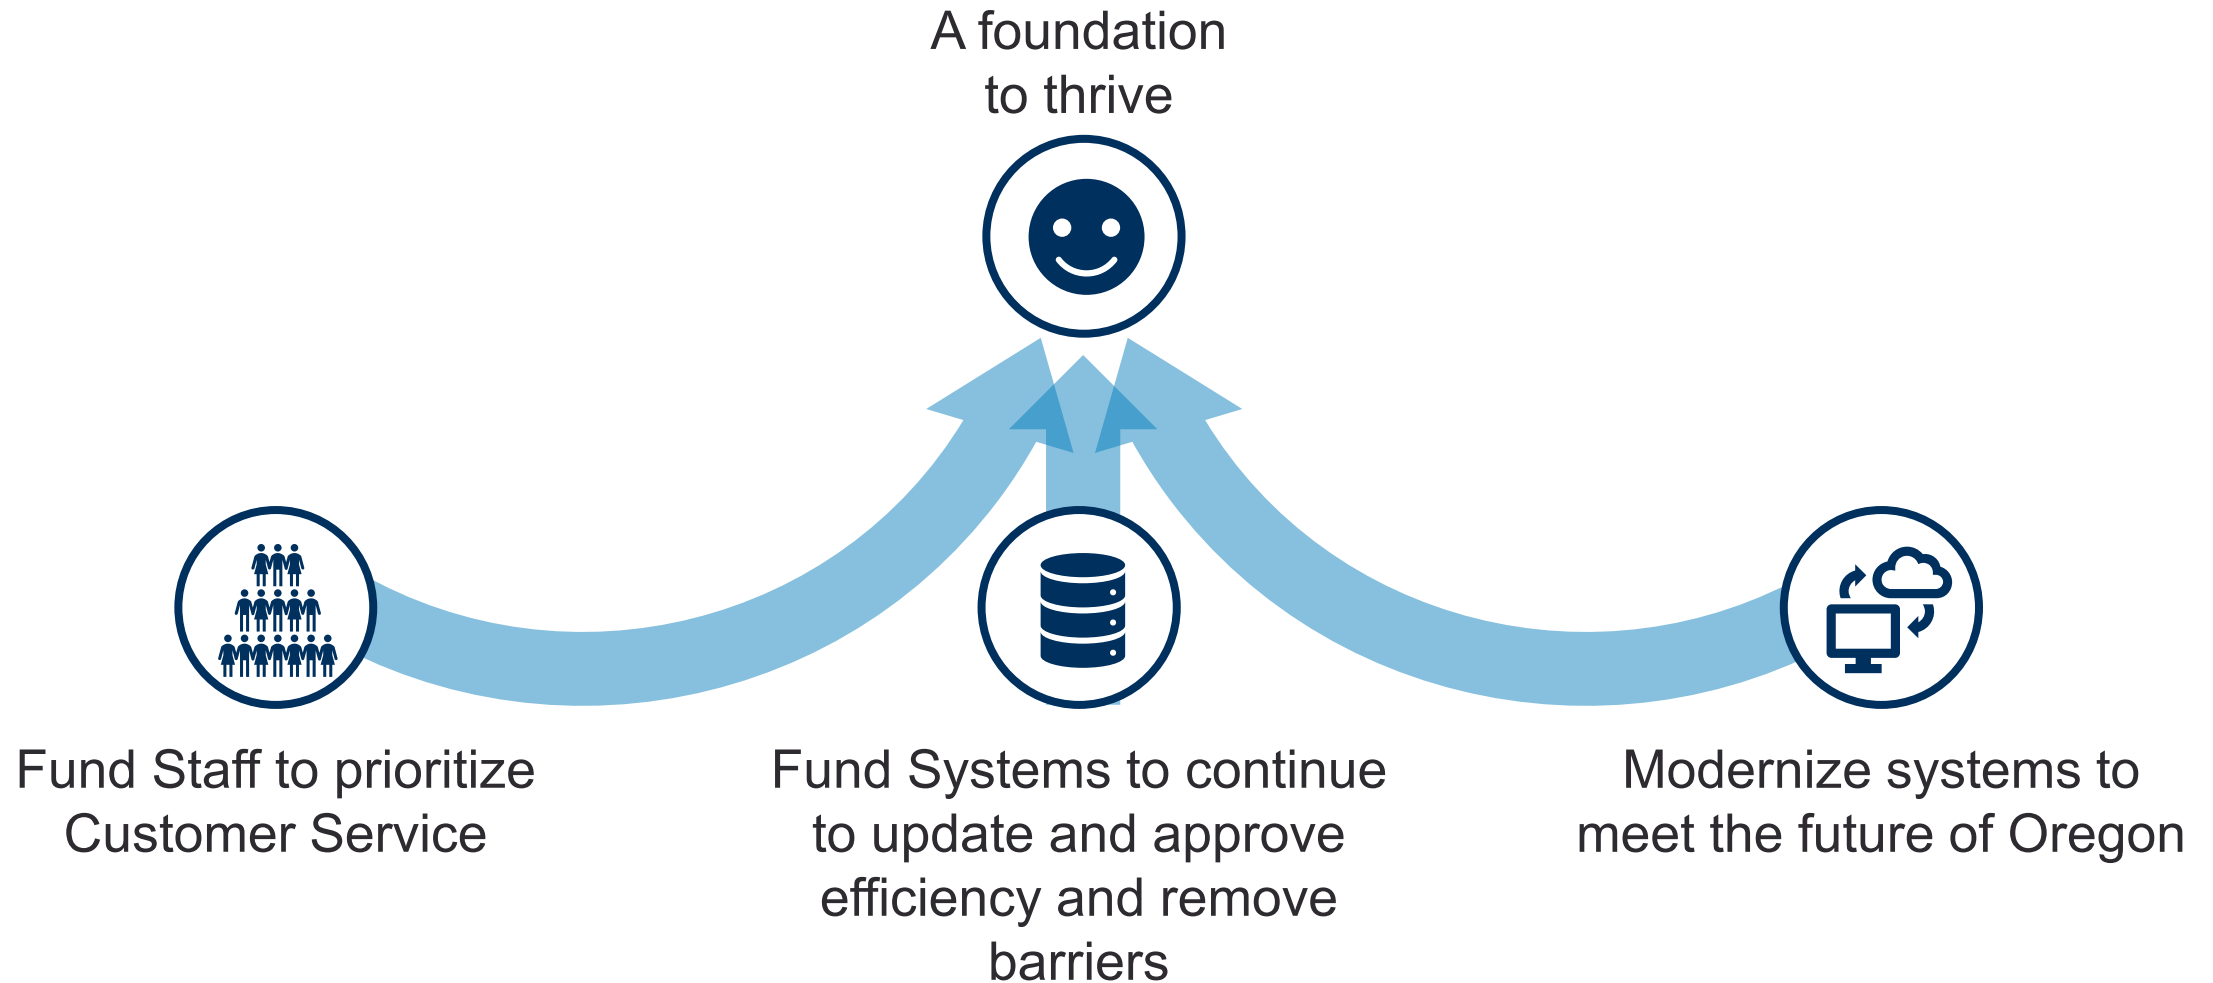 A foundation
to thrive
Fund Staff to prioritize
Customer Service
Fund Systems to continue
to update and approve
efficiency and remove
barriers
Modernize systems to
meet the future of Oregon